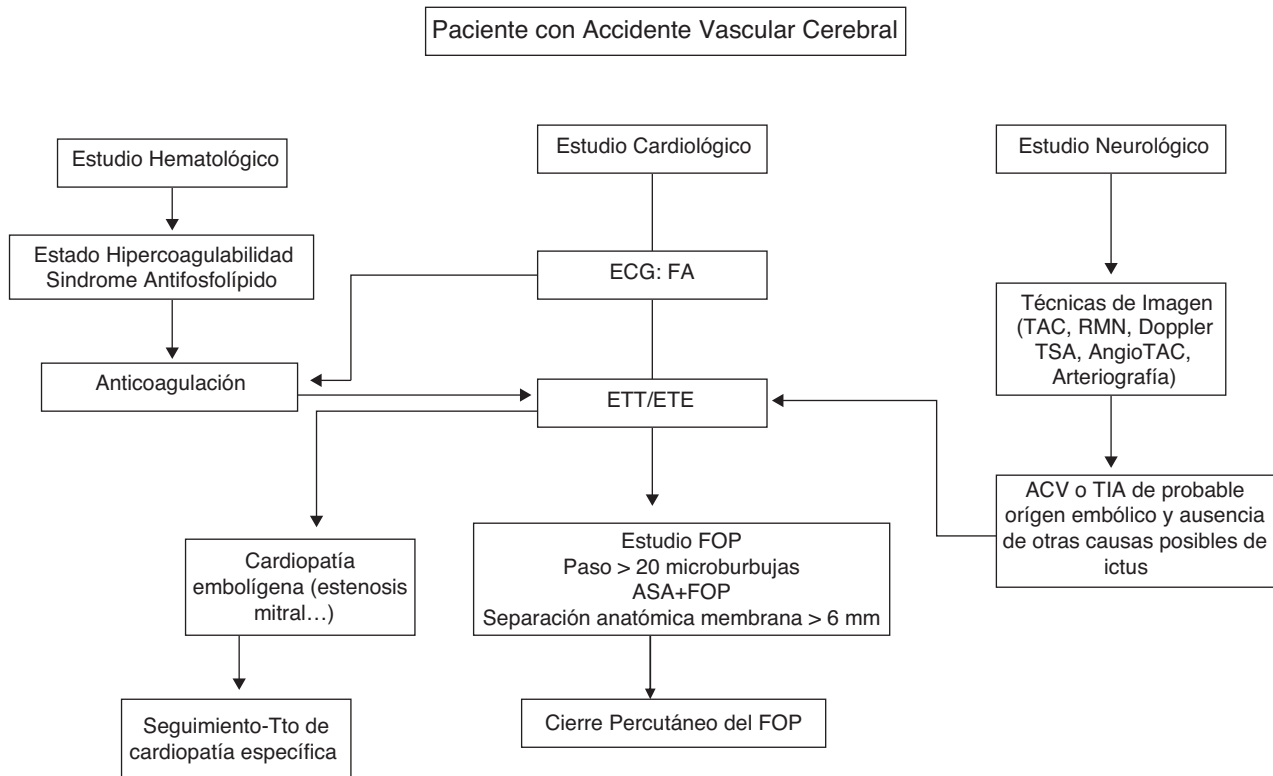 Paciente con Accidente Vascular Cerebral
Estudio Hematológico
Estudio Cardiológico
Estudio Neurológico
Estado Hipercoagulabilidad
Sindrome Antifosfolípido
ECG: FA
Técnicas de Imagen
(TAC, RMN, Doppler
TSA, AngioTAC,
Arteriografía)
Anticoagulación
ETT/ETE
ACV o TIA de probable
orígen embólico y ausencia
de otras causas posibles de
ictus
Cardiopatía
embolígena (estenosis
mitral…)
Estudio FOP
Paso > 20 microburbujas
ASA+FOP
Separación anatómica membrana > 6 mm
Seguimiento-Tto de
cardiopatía específica
Cierre Percutáneo del FOP